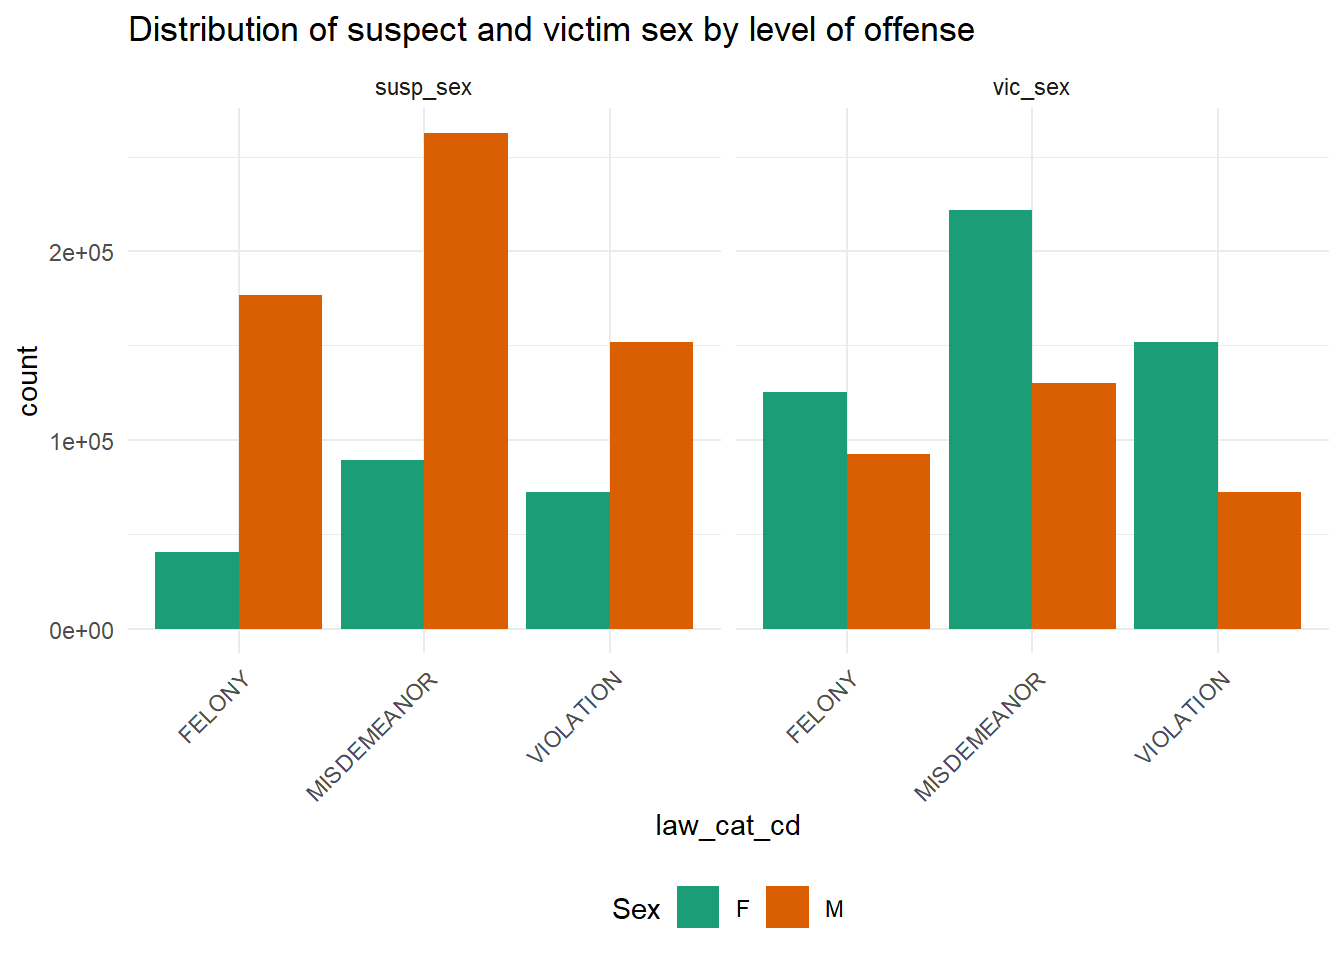 Distribution of suspect and victim sex by level of offense
susp_sex
vic_sex
count
2e+05
1e+05
0e+00
FELONY
MISDEMEANOR
VIOLATION
FELONY
MISDEMEANOR
VIOLATION
law_cat_cd
Sex F M